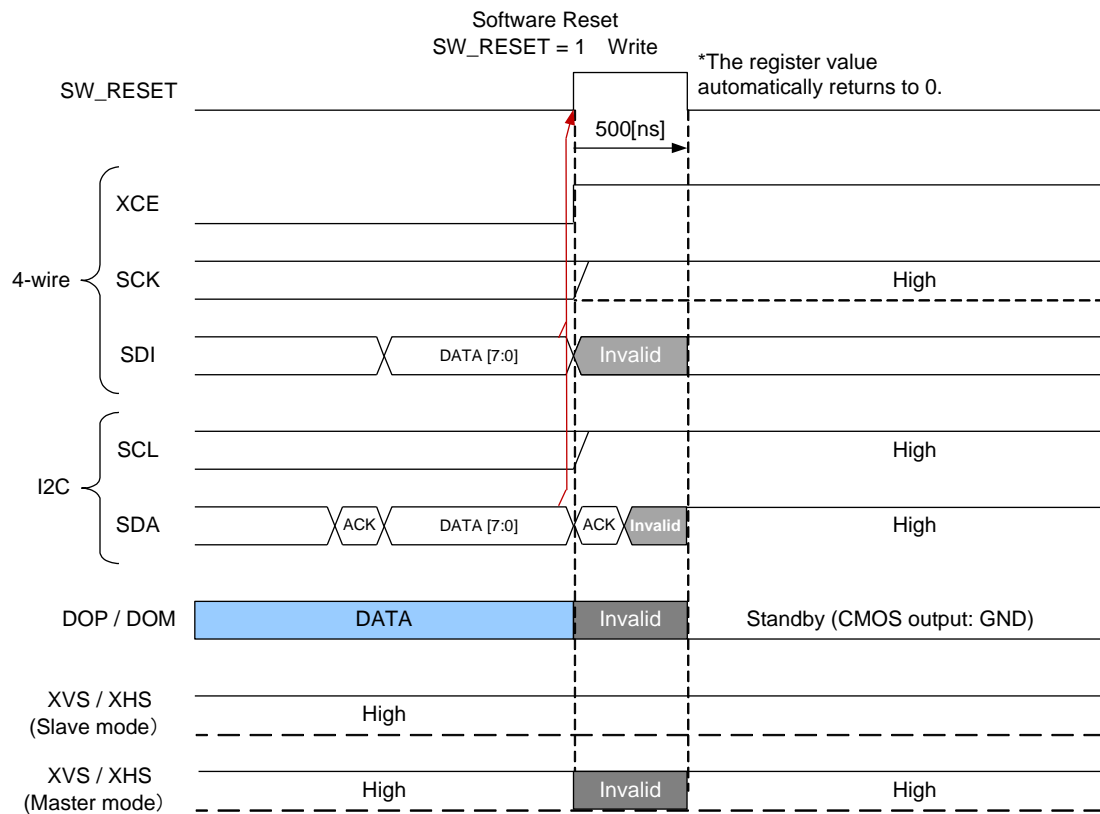 Software Reset
SW_RESET = 1 Write
*The register value
automatically returns to 0.
SW_RESET
500[ns]
XCE
4-wire
SCK
High
SDI
DATA [7:0]
Invalid
SCL
High
I2C
SDA
ACK
DATA [7:0]
ACK
Invalid
High
DOP / DOM
DATA
Invalid
Standby (CMOS output: GND)
XVS / XHS
(Slave mode）
High
XVS / XHS
(Master mode）
High
Invalid
High